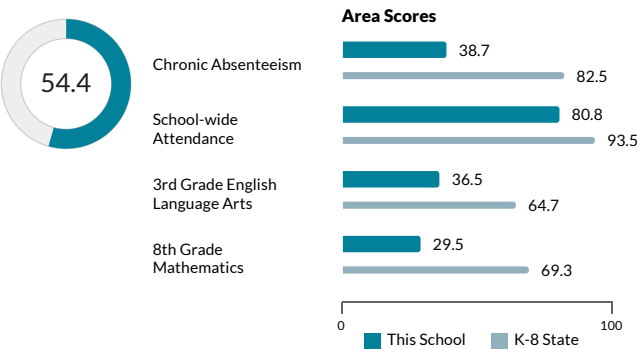 Area Scores
54.4
Chronic Absenteeism
38.7
82.5
School-wide
Attendance
80.8
93.5
3rd Grade English
Language Arts
36.5
64.7
8th Grade
Mathematics
29.5
69.3
0
100
This School
K-8 State